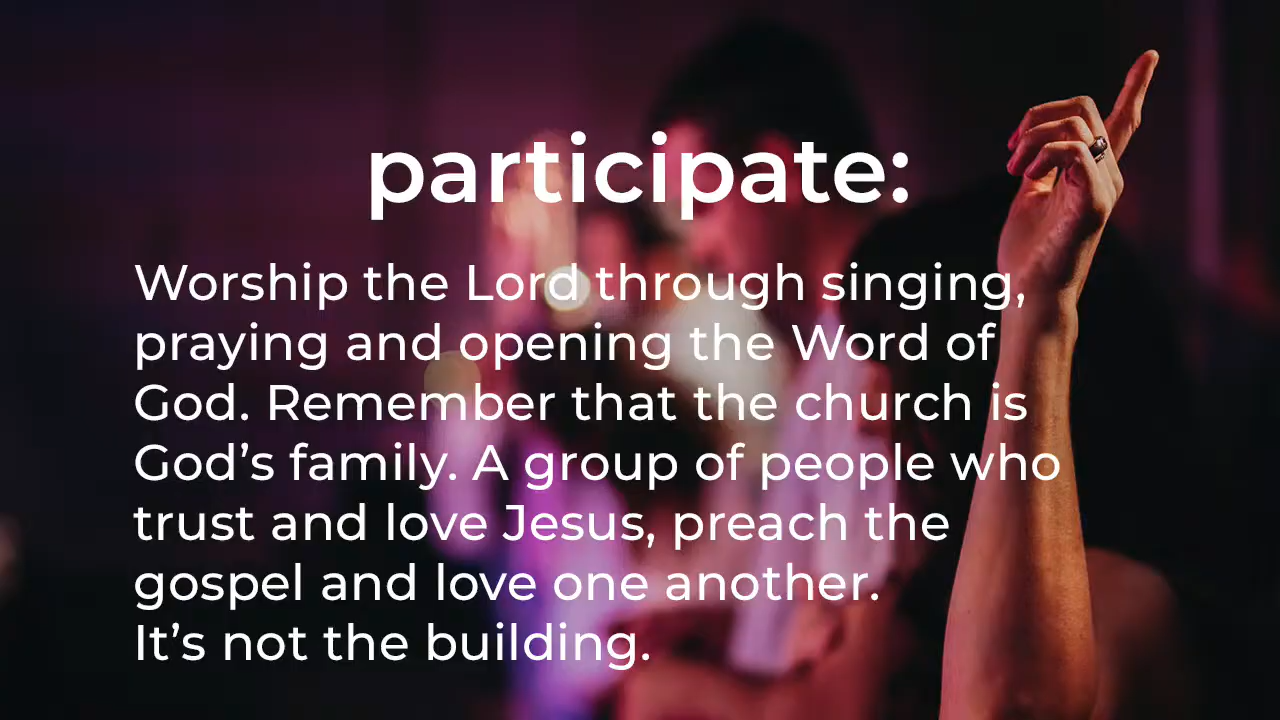 participate:
Worship the Lord through singing,
praying and opening the Word of
God. Remember that the church is
God’s family. A group of people who
trust and love Jesus, preach the
gospel and love one another.
It’s not the building.